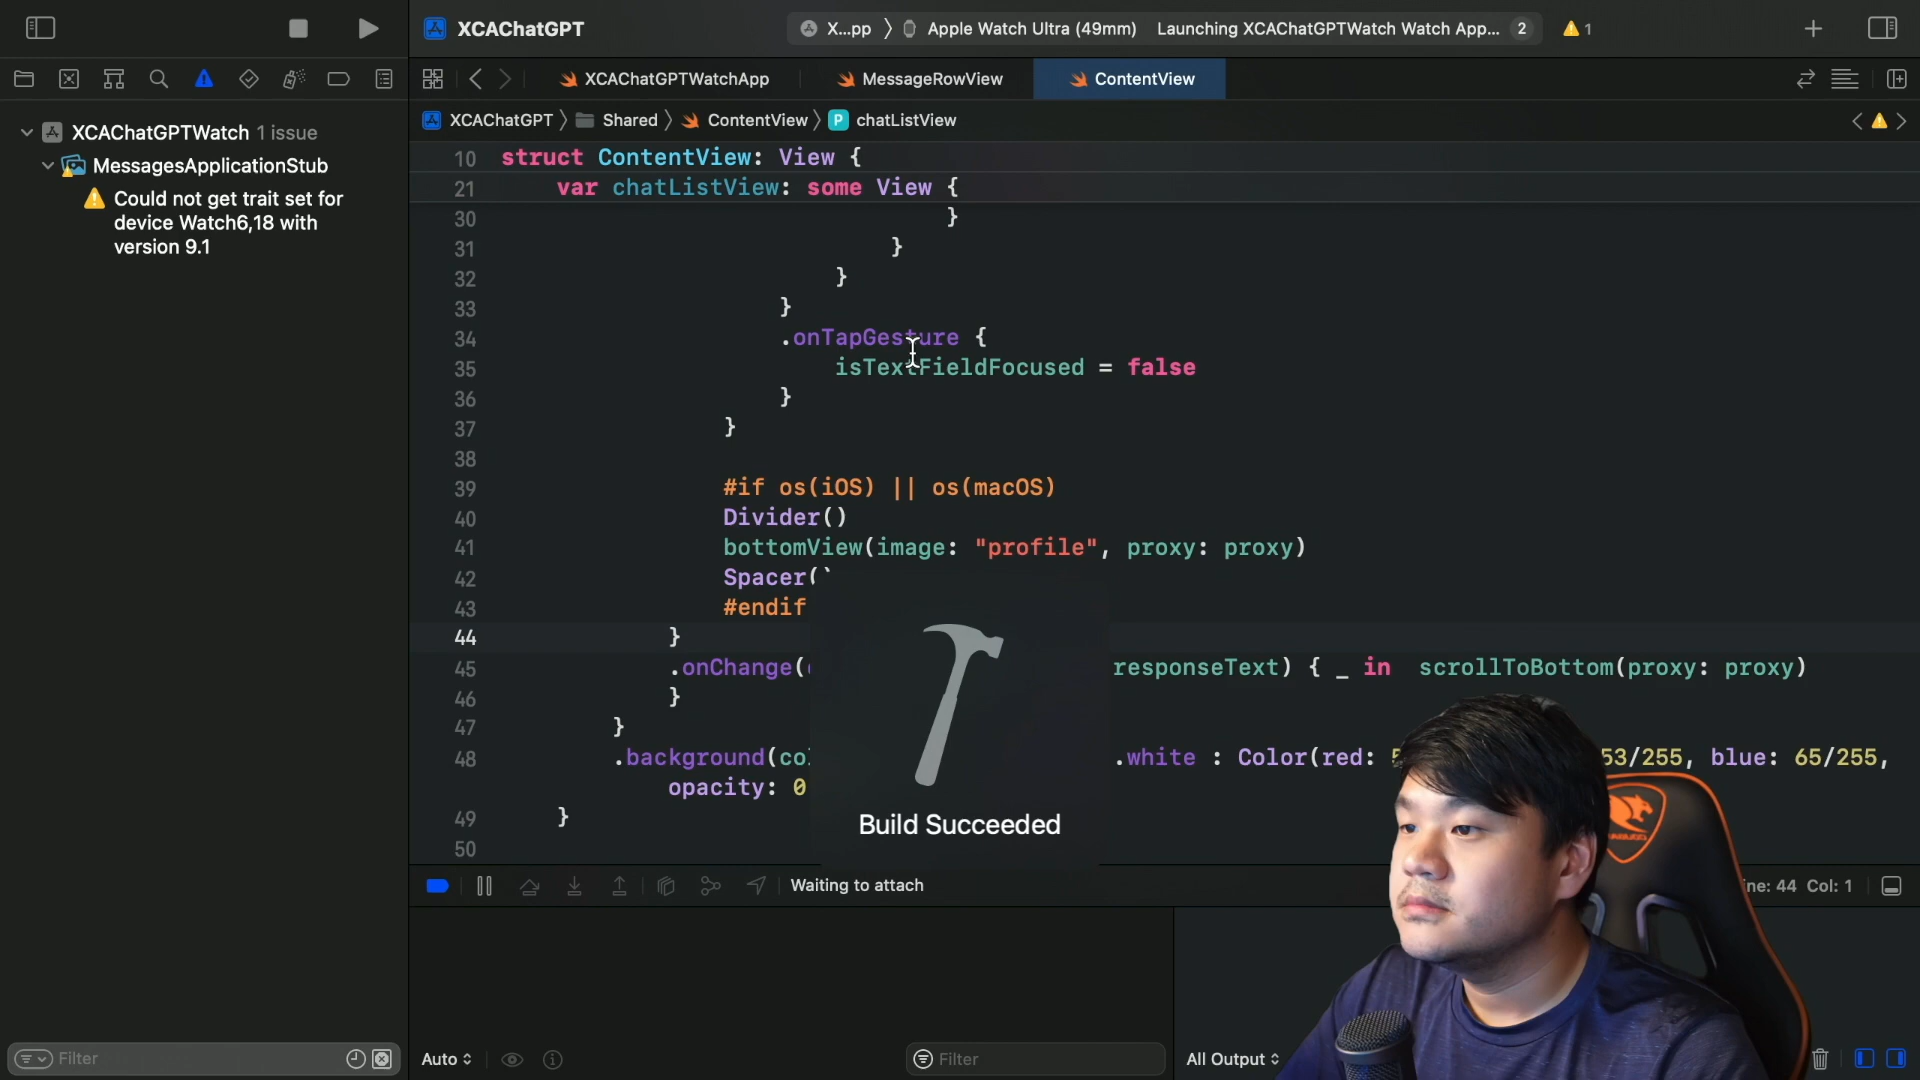 XCAChatGPT
X...pp 〉 Apple Watch Ultra (49mm) Launching XCAChatGPTWatch Watch App... 2 1
XCAChatGPTWatchApp MessageRowView ContentView
XCAChatGPT 〉 Shared 〉 ContentView 〉 P chatListView
XCAChatGPTWatch 1 issue
MessagesApplicationStub
Could not get trait set for
device Watch6,18 with
version 9.1
10 struct ContentView: View {
21 var chatListView: some View {
30 }
31 }
32 }
33 }
34 .onTapGesture {
35 isTextFieldFocused = false
36 }
37 }
38
39 #if os(iOS) || os(macOS)
40 Divider()
41 bottomView(image: "profile", proxy: proxy)
42 Spacer(
43 #endif
44 }
45 .onChange( responseText) { _ in scrollToBottom(proxy: proxy)
46 }
47 }
48 .background( .white : Color(red: 53/255, blue: 65/255,
opacity: 0
49 }
50
Build Succeeded
Waiting to attach
Line: 44 Col: 1
Filter
Auto
Filter
All Output